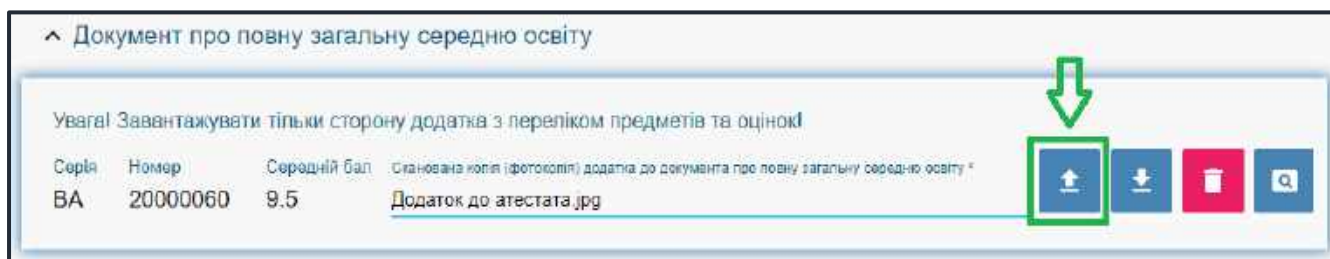 Документ про повну загальну середню освіту
Увага! Завантажувати тільки сторону додатка з переліком предметів та оцінок!
Серія Номер Середній бал Сканована копія (фотокопія) додатка до документа про повну загальну середню освіту *
ВА 20000060 9.5 Додаток до атестата.jpg